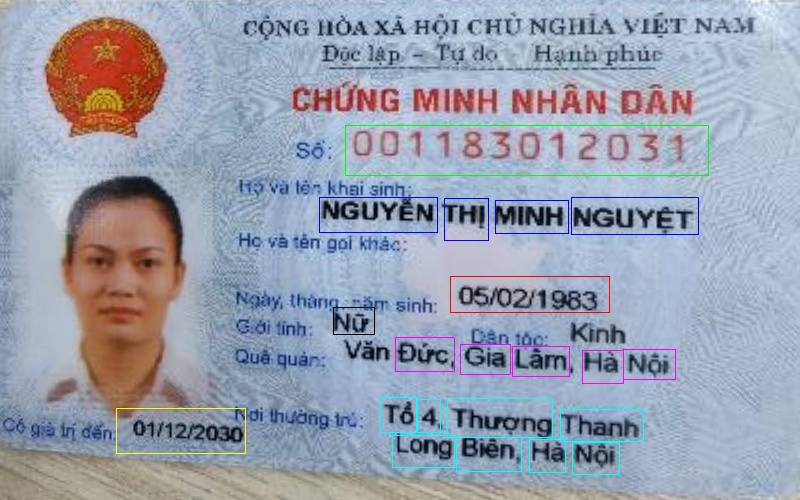 CỘNG HÒA XÃ HỘI CHỦ NGHĨA VIỆT NAM
Độc lập - Tự do - Hạnh phúc
CHỨNG MINH NHÂN DÂN
Số: 001183012031
Họ và tên khai sinh:
NGUYỄN THỊ MINH NGUYỆT
Họ và tên gọi khác:
Ngày, tháng, năm sinh: 05/02/1983
Giới tính: Nữ Dân tộc: Kinh
Quê quán: Văn Đức, Gia Lâm, Hà Nội
Nơi thường trú: Tổ 4, Thượng Thanh
Long Biên, Hà Nội
Có giá trị đến: 01/12/2030